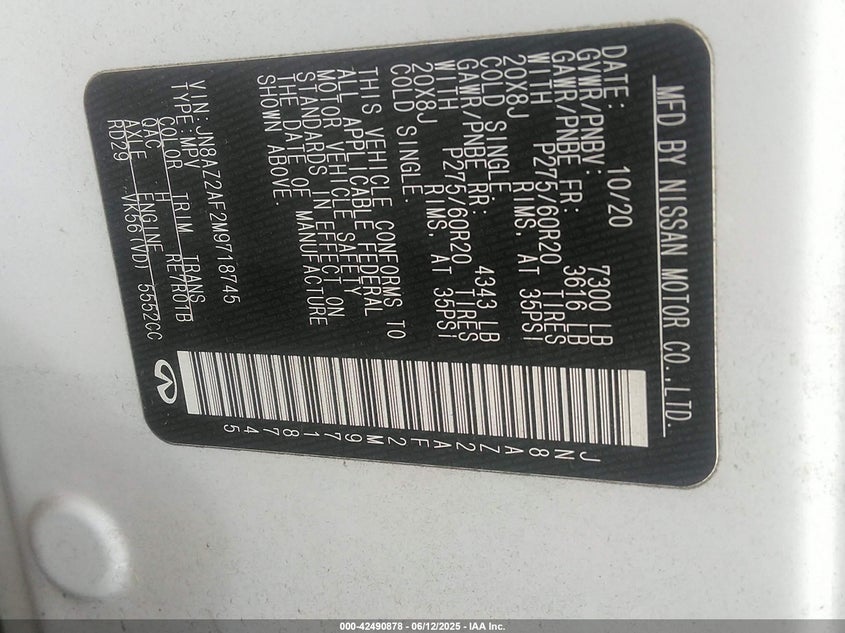 MFD BY NISSAN MOTOR CO.,LTD.
DATE: 10/20
GVWR/PNBV: 7300 LB
GAWR/PNBE FR: 3616 LB
WITH P275/60R20 TIRES
20X8J RIMS, AT 35PSI
COLD SINGLE.
GAWR/PNBE RR: 4343 LB
WITH P275/60R20 TIRES
20X8J RIMS, AT 35PSI
COLD SINGLE.
THIS VEHICLE CONFORMS TO
ALL APPLICABLE FEDERAL
MOTOR VEHICLE SAFETY
STANDARDS IN EFFECT ON
THE DATE OF MANUFACTURE
SHOWN ABOVE.
VAN: JN8AZ2AF2M9718745
TYPE: MPV
COLOR TRIM TRANS
QAC H RE7R01B
AXLE ENGINE
RD29 VK56(VD) 5552CC
JN8AZ2AF2M9718745
000-42490878 - 06/12/2025 - IAA Inc.